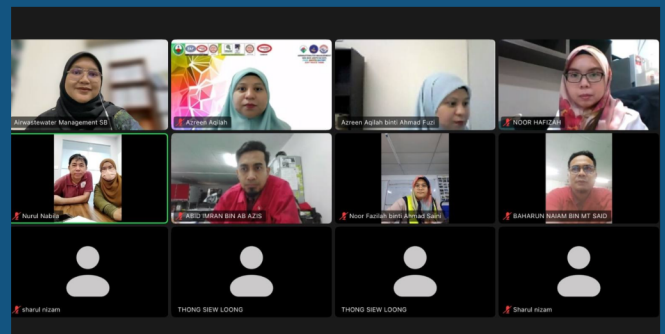 Airwastewater Management SB
Azreen Aqilah
Azreen Aqilah binti Ahmad Fuzi
NOOR HAFIZAH
Nurul Nabila
ABID IMRAN BIN AB AZIS
Noor Fazilah binti Ahmad Saini
BAHARUN NAIAM BIN MT SAID
sharul nizam
THONG SIEW LOONG
THONG SIEW LOONG
Sharul nizam